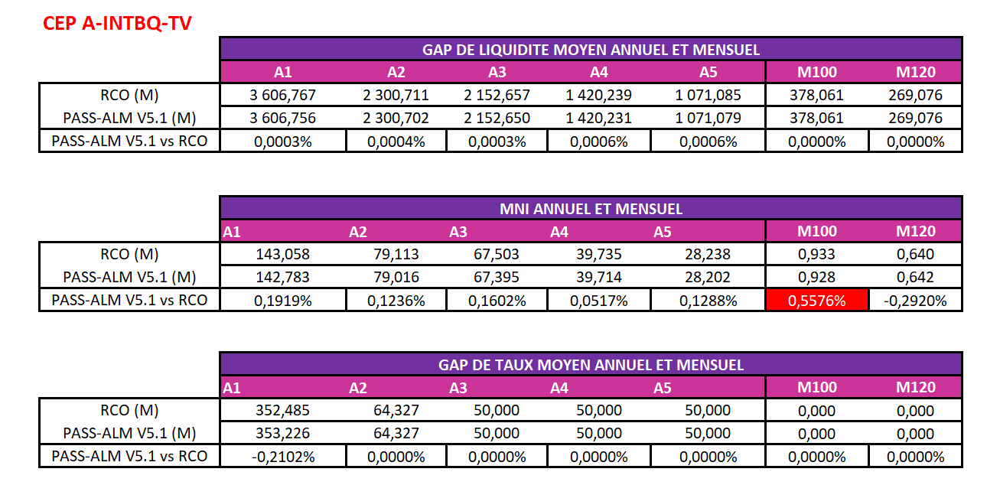 CEP A-INTBQ-TV
GAP DE LIQUIDITE MOYEN ANNUEL ET MENSUEL
A1 A2 A3 A4 A5 M100 M120
RCO (M) 3 606,767 2 300,711 2 152,657 1 420,239 1 071,085 378,061 269,076
PASS-ALM V5.1 (M) 3 606,756 2 300,702 2 152,650 1 420,231 1 071,079 378,061 269,076
PASS-ALM V5.1 vs RCO 0,0003% 0,0004% 0,0003% 0,0006% 0,0006% 0,0000% 0,0000%
MNI ANNUEL ET MENSUEL
A1 A2 A3 A4 A5 M100 M120
RCO (M) 143,058 79,113 67,503 39,735 28,238 0,933 0,640
PASS-ALM V5.1 (M) 142,783 79,016 67,395 39,714 28,202 0,928 0,642
PASS-ALM V5.1 vs RCO 0,1919% 0,1236% 0,1602% 0,0517% 0,1288% 0,5576% -0,2920%
GAP DE TAUX MOYEN ANNUEL ET MENSUEL
A1 A2 A3 A4 A5 M100 M120
RCO (M) 352,485 64,327 50,000 50,000 50,000 0,000 0,000
PASS-ALM V5.1 (M) 353,226 64,327 50,000 50,000 50,000 0,000 0,000
PASS-ALM V5.1 vs RCO -0,2102% 0,0000% 0,0000% 0,0000% 0,0000% 0,0000% 0,0000%